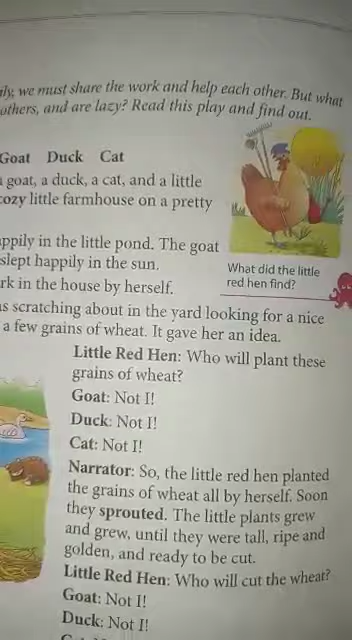 ily, we must share the work and help each other. But what
others, and are lazy? Read this play and find out.
Goat Duck Cat
a goat, a duck, a cat, and a little
cozy little farmhouse on a pretty
appily in the little pond. The goat
slept happily in the sun.
rk in the house by herself.
What did the little
red hen find?
as scratching about in the yard looking for a nice
a few grains of wheat. It gave her an idea.
Little Red Hen: Who will plant these
grains of wheat?
Goat: Not I!
Duck: Not I!
Cat: Not I!
Narrator: So, the little red hen planted
the grains of wheat all by herself. Soon
they sprouted. The little plants grew
and grew, until they were tall, ripe and
golden, and ready to be cut.
Little Red Hen: Who will cut the wheat?
Goat: Not I!
Duck: Not I!